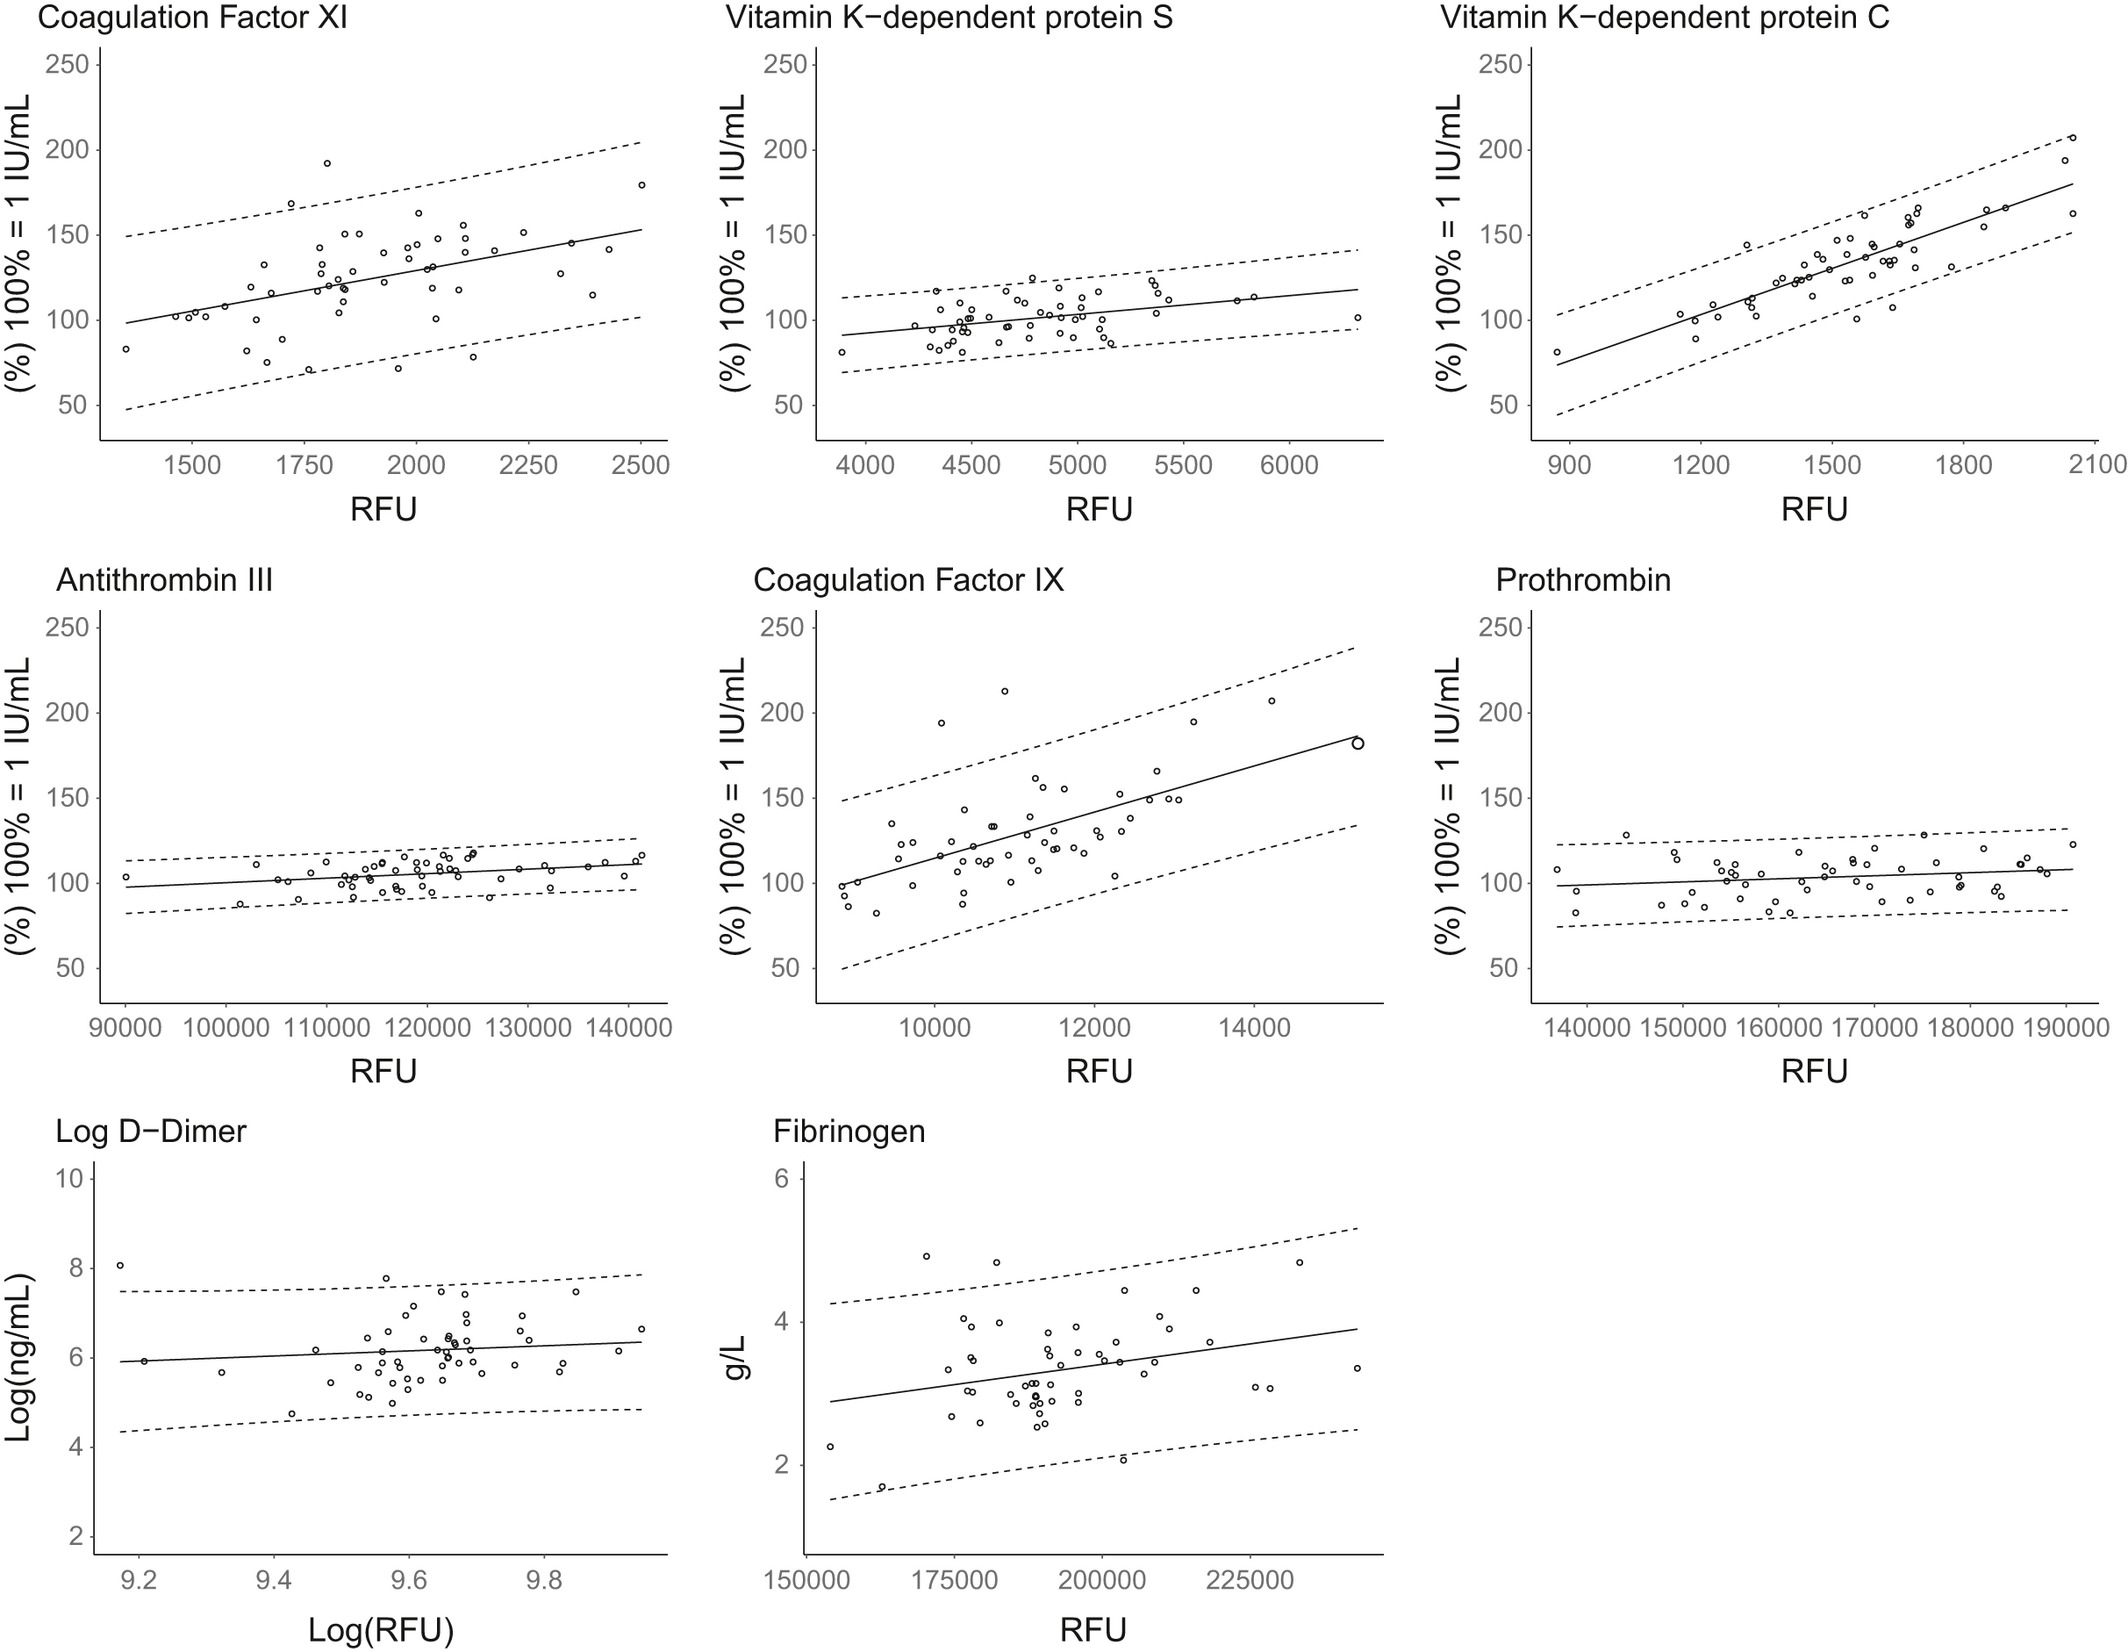 Coagulation Factor XI
250
200
150
100
50
(%) 100% = 1 IU/mL
1500 1750 2000 2250 2500
RFU
Vitamin K−dependent protein S
250
200
150
100
50
(%) 100% = 1 IU/mL
4000 4500 5000 5500 6000
RFU
Vitamin K−dependent protein C
250
200
150
100
50
(%) 100% = 1 IU/mL
900 1200 1500 1800 2100
RFU
Antithrombin III
250
200
150
100
50
(%) 100% = 1 IU/mL
90000 100000 110000 120000 130000 140000
RFU
Coagulation Factor IX
250
200
150
100
50
(%) 100% = 1 IU/mL
10000 12000 14000
RFU
Prothrombin
250
200
150
100
50
(%) 100% = 1 IU/mL
140000 150000 160000 170000 180000 190000
RFU
Log D−Dimer
10
8
6
4
2
Log(ng/mL)
9.2 9.4 9.6 9.8
Log(RFU)
Fibrinogen
6
4
2
g/L
150000 175000 200000 225000
RFU